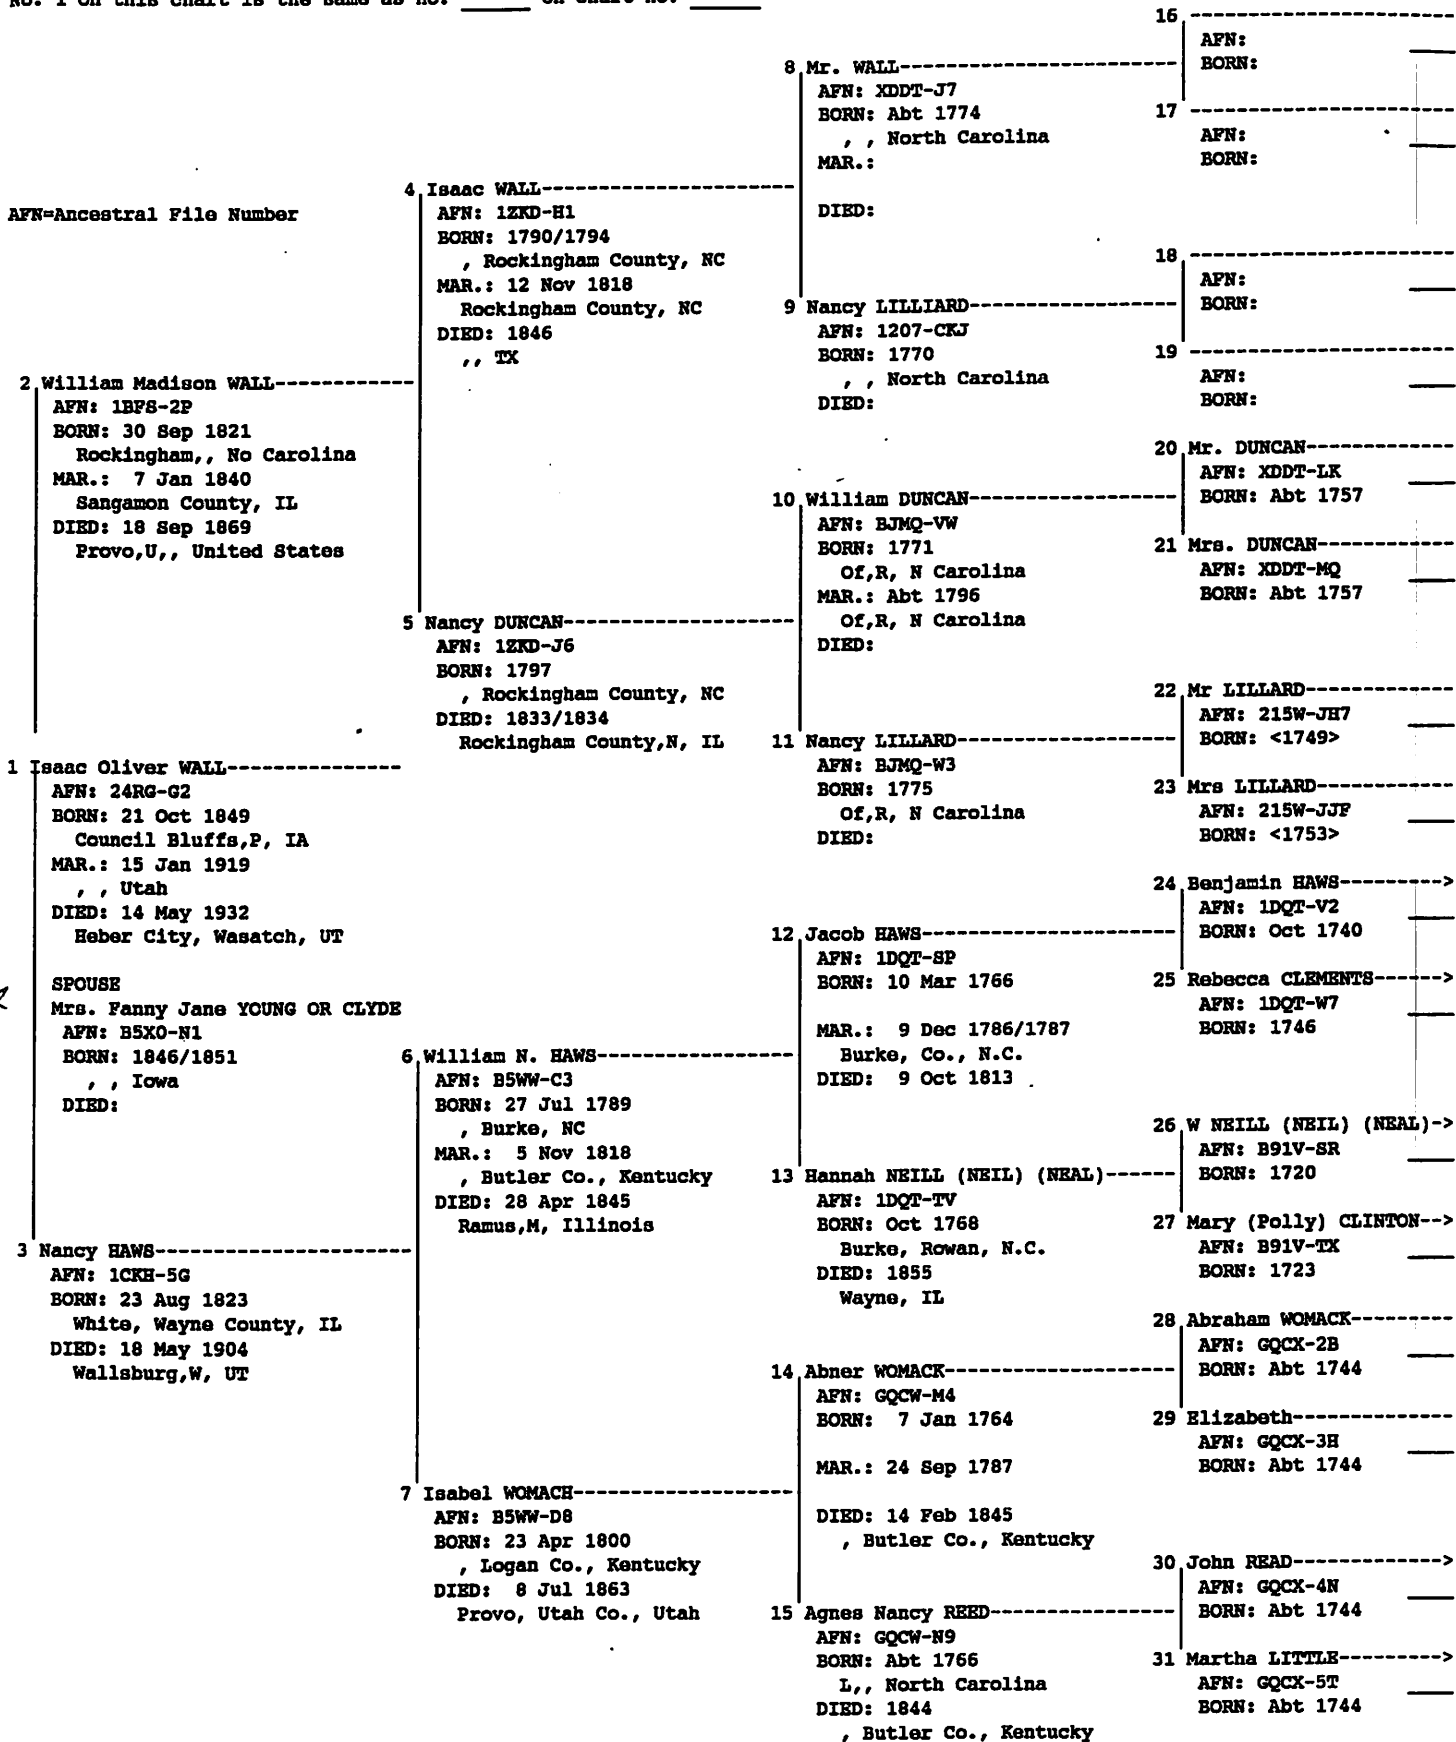 No. 1 on this chart is the same as no. _____ on chart no. _____
AFN=Ancestral File Number
1 Isaac Oliver WALL---------------
AFN: 24RG-G2
BORN: 21 Oct 1849
Council Bluffs,P, IA
MAR.: 15 Jan 1919
, , Utah
DIED: 14 May 1932
Heber City, Wasatch, UT
SPOUSE
Mrs. Fanny Jane YOUNG OR CLYDE
AFN: B5X0-N1
BORN: 1846/1851
, , Iowa
DIED:
2 William Madison WALL------------
AFN: 1BFS-2P
BORN: 30 Sep 1821
Rockingham,, No Carolina
MAR.: 7 Jan 1840
Sangamon County, IL
DIED: 18 Sep 1869
Provo,U,, United States
3 Nancy HAWS----------------------
AFN: 1CKH-5G
BORN: 23 Aug 1823
White, Wayne County, IL
DIED: 18 May 1904
Wallsburg,W, UT
4 Isaac WALL----------------------
AFN: 1ZKD-H1
BORN: 1790/1794
, Rockingham County, NC
MAR.: 12 Nov 1818
Rockingham County, NC
DIED: 1846
,, TX
5 Nancy DUNCAN--------------------
AFN: 1ZKD-J6
BORN: 1797
, Rockingham County, NC
DIED: 1833/1834
Rockingham County,N, IL
6 William N. HAWS-----------------
AFN: B5WW-C3
BORN: 27 Jul 1789
, Burke, NC
MAR.: 5 Nov 1818
, Butler Co., Kentucky
DIED: 28 Apr 1845
Ramus,M, Illinois
7 Isabel WOMACH-------------------
AFN: B5WW-D8
BORN: 23 Apr 1800
, Logan Co., Kentucky
DIED: 8 Jul 1863
Provo, Utah Co., Utah
8 Mr. WALL------------------------
AFN: XDDT-J7
BORN: Abt 1774
, , North Carolina
MAR.:
DIED:
9 Nancy LILLIARD------------------
AFN: 1207-CKJ
BORN: 1770
, , North Carolina
DIED:
10 William DUNCAN------------------
AFN: BJMQ-VW
BORN: 1771
Of,R, N Carolina
MAR.: Abt 1796
Of,R, N Carolina
DIED:
11 Nancy LILLARD-------------------
AFN: BJMQ-W3
BORN: 1775
Of,R, N Carolina
DIED:
12 Jacob HAWS----------------------
AFN: 1DQT-SP
BORN: 10 Mar 1766
MAR.: 9 Dec 1786/1787
Burke, Co., N.C.
DIED: 9 Oct 1813
13 Hannah NEILL (NEIL) (NEAL)------
AFN: 1DQT-TV
BORN: Oct 1768
Burke, Rowan, N.C.
DIED: 1855
Wayne, IL
14 Abner WOMACK--------------------
AFN: GQCW-M4
BORN: 7 Jan 1764
MAR.: 24 Sep 1787
DIED: 14 Feb 1845
, Butler Co., Kentucky
15 Agnes Nancy REED----------------
AFN: GQCW-N9
BORN: Abt 1766
L,, North Carolina
DIED: 1844
, Butler Co., Kentucky
16 --------------------------
AFN:
BORN:
17 --------------------------
AFN:
BORN:
18 --------------------------
AFN:
BORN:
19 --------------------------
AFN:
BORN:
20 Mr. DUNCAN---------------
AFN: XDDT-LK
BORN: Abt 1757
21 Mrs. DUNCAN--------------
AFN: XDDT-MQ
BORN: Abt 1757
22 Mr LILLARD---------------
AFN: 215W-JH7
BORN: <1749>
23 Mrs LILLARD--------------
AFN: 215W-JJF
BORN: <1753>
24 Benjamin HAWS----------->
AFN: 1DQT-V2
BORN: Oct 1740
25 Rebecca CLEMENTS------->
AFN: 1DQT-W7
BORN: 1746
26 W NEILL (NEIL) (NEAL)->
AFN: B91V-SR
BORN: 1720
27 Mary (Polly) CLINTON-->
AFN: B91V-TX
BORN: 1723
28 Abraham WOMACK-----------
AFN: GQCX-2B
BORN: Abt 1744
29 Elizabeth----------------
AFN: GQCX-3H
BORN: Abt 1744
30 John READ--------------->
AFN: GQCX-4N
BORN: Abt 1744
31 Martha LITTLE----------->
AFN: GQCX-5T
BORN: Abt 1744